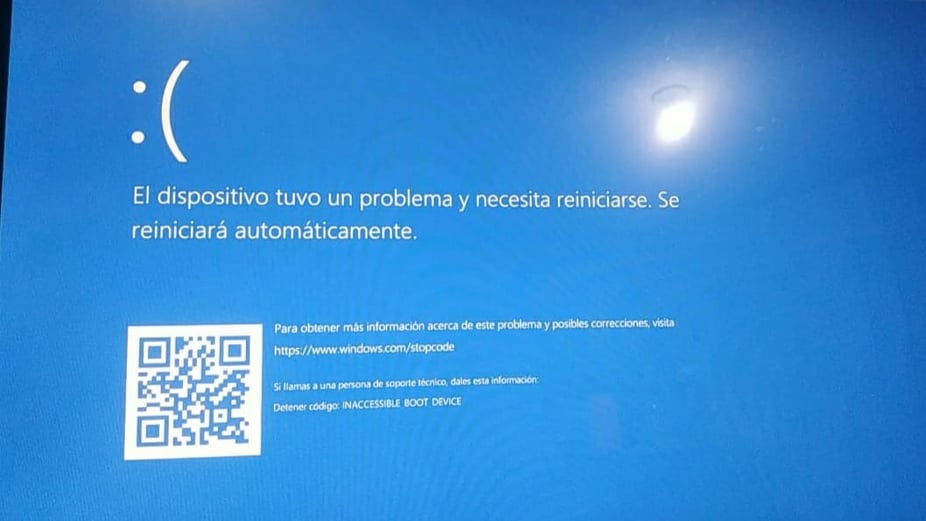 :(
El dispositivo tuvo un problema y necesita reiniciarse. Se
reiniciará automáticamente.
Para obtener más información acerca de este problema y posibles correcciones, visita
https://www.windows.com/stopcode
Si llamas a una persona de soporte técnico, dales esta información:
Detener código: INACCESSIBLE BOOT DEVICE